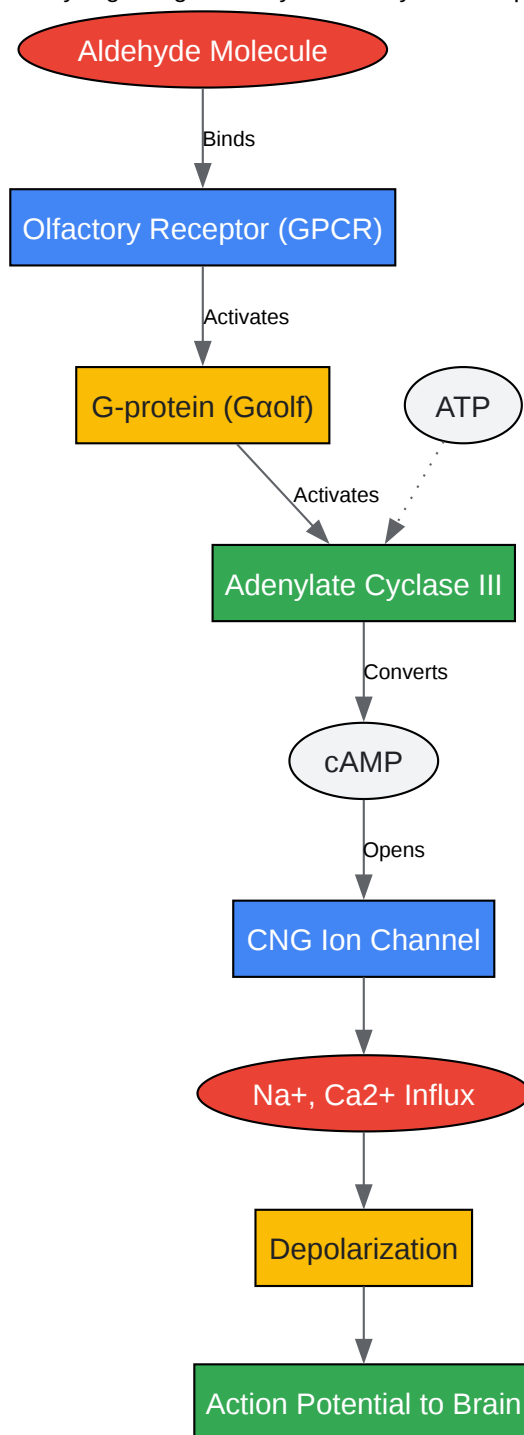 Aldehyde Molecule
Binds
Olfactory Receptor (GPCR)
Activates
G-protein (Gαolf)
ATP
Activates
Adenylate Cyclase III
Converts
cAMP
Opens
CNG Ion Channel
Na+, Ca2+ Influx
Depolarization
Action Potential to Brain